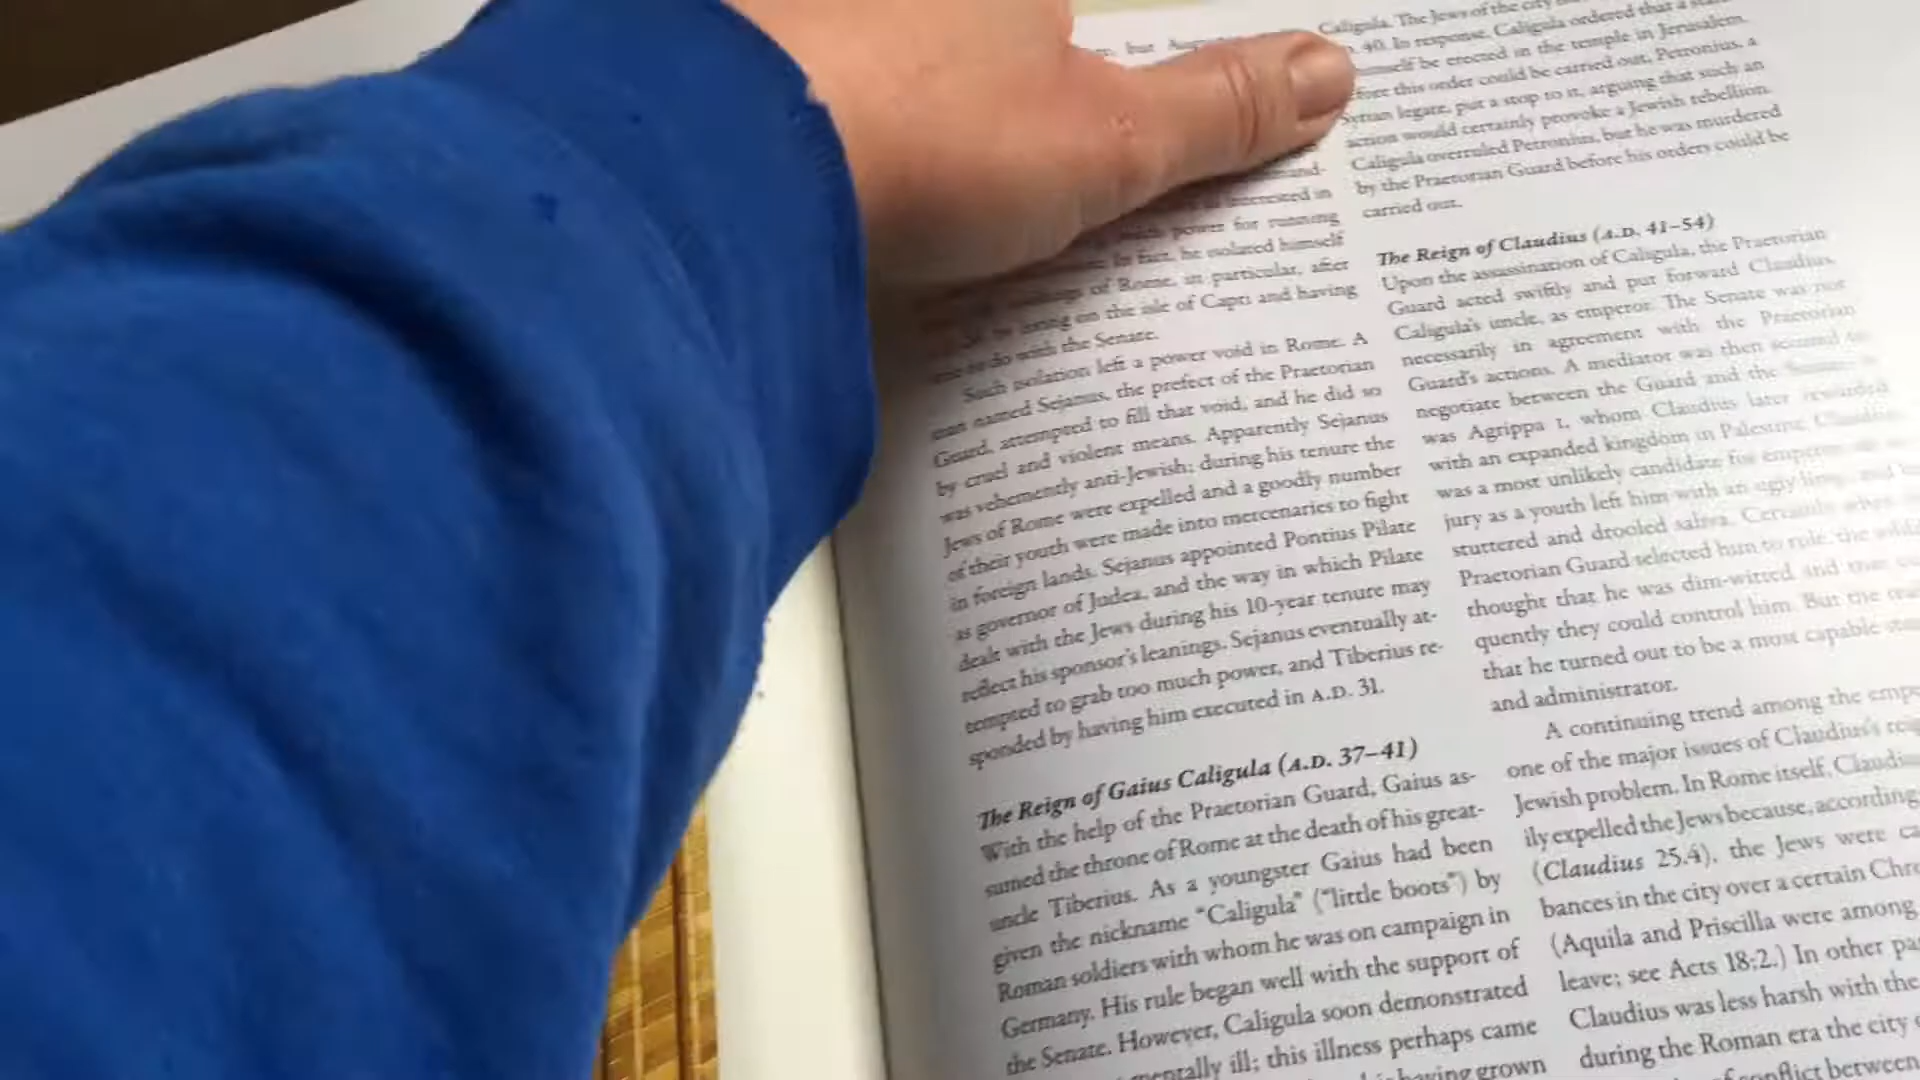 but
mand-
interested in
power for running
In fact, he isolated himself
of Rome, in particular, after
living on the isle of Capri and having
to do with the Senate.
Such isolation left a power void in Rome. A
man named Sejanus, the prefect of the Praetorian
Guard, attempted to fill that void, and he did so
by cruel and violent means. Apparently Sejanus
was vehemently anti-Jewish; during his tenure the
Jews of Rome were expelled and a goodly number
of their youth were made into mercenaries to fight
in foreign lands. Sejanus appointed Pontius Pilate
as governor of Judea, and the way in which Pilate
dealt with the Jews during his 10-year tenure may
reflect his sponsor's leanings. Sejanus eventually at-
tempted to grab too much power, and Tiberius re-
sponded by having him executed in A.D. 31.
The Reign of Gaius Caligula (A.D. 37–41)
With the help of the Praetorian Guard, Gaius as-
sumed the throne of Rome at the death of his great-
uncle Tiberius. As a youngster Gaius had been
given the nickname "Caligula" ("little boots") by
Roman soldiers with whom he was on campaign in
Germany. His rule began well with the support of
the Senate. However, Caligula soon demonstrated
mentally ill; this illness perhaps came
having grown
Caligula. The Jews of the city
40. In response, Caligula ordered that a
himself be erected in the temple in Jerusalem.
this order could be carried out, Petronius, a
Syrian legate, put a stop to it, arguing that such an
action would certainly provoke a Jewish rebellion.
Caligula overruled Petronius, but he was murdered
by the Praetorian Guard before his orders could be
carried out.
The Reign of Claudius (A.D. 41–54)
Upon the assassination of Caligula, the Praetorian
Guard acted swiftly and put forward Claudius,
Caligula's uncle, as emperor. The Senate was not
necessarily in agreement with the Praetorian
Guard's actions. A mediator was then
negotiate between the Guard and the Senate
was Agrippa I, whom Claudius later rewarded
with an expanded kingdom in Palestine. Claudius
was a most unlikely candidate for emperor
jury as a youth left him with an ugly limp, and
stuttered and drooled saliva. Certainly when
Praetorian Guard selected him to rule, the
thought that he was dim-witted and
quently they could control him. But the
that he turned out to be a most capable
and administrator.
A continuing trend among the
one of the major issues of Claudius's
Jewish problem. In Rome itself,
ily expelled the Jews because, according
(Claudius 25.4), the Jews were
bances in the city over a certain
(Aquila and Priscilla were among
leave; see Acts 18:2.) In other
Claudius was less harsh with the
during the Roman era the city
of conflict between